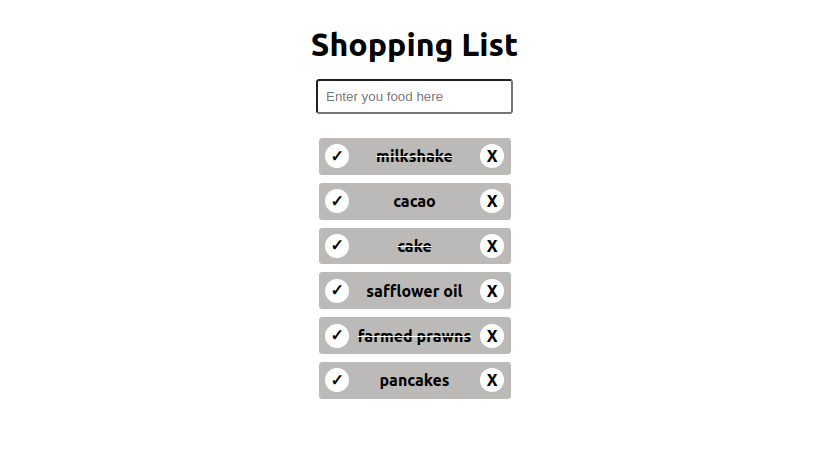 Shopping List
Enter you food here
✓ milkshake X
✓ cacao X
✓ cake X
✓ safflower oil X
✓ farmed prawns X
✓ pancakes X